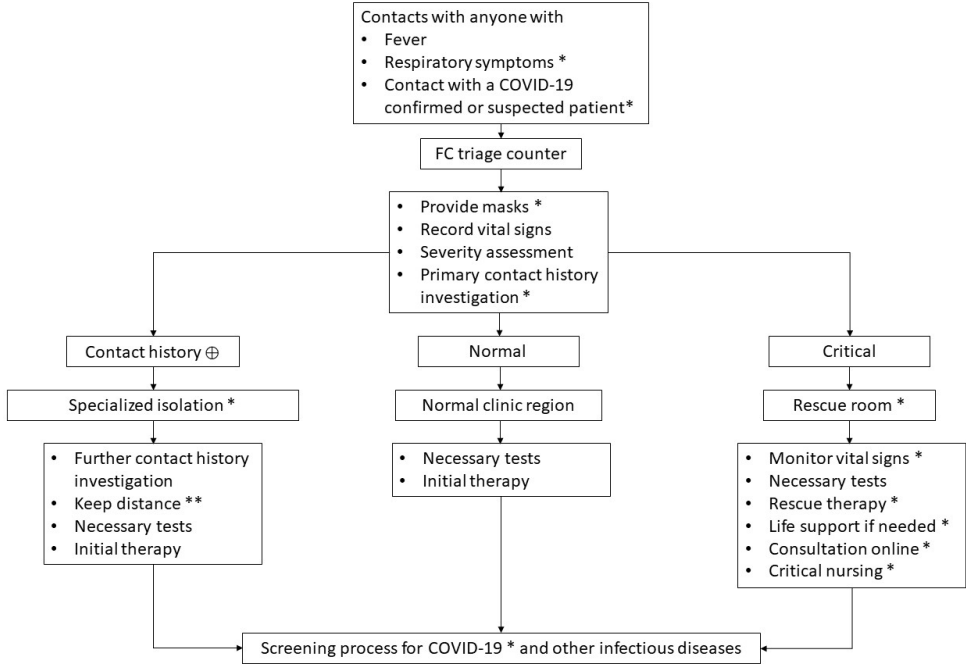 Contacts with anyone with
• Fever
• Respiratory symptoms *
• Contact with a COVID-19
confirmed or suspected patient*
FC triage counter
• Provide masks *
• Record vital signs
• Severity assessment
• Primary contact history
investigation *
Contact history ⊕
Normal
Critical
Specialized isolation *
Normal clinic region
Rescue room *
• Further contact history
investigation
• Keep distance **
• Necessary tests
• Initial therapy
• Necessary tests
• Initial therapy
• Monitor vital signs *
• Necessary tests
• Rescue therapy *
• Life support if needed *
• Consultation online *
• Critical nursing *
Screening process for COVID-19 * and other infectious diseases